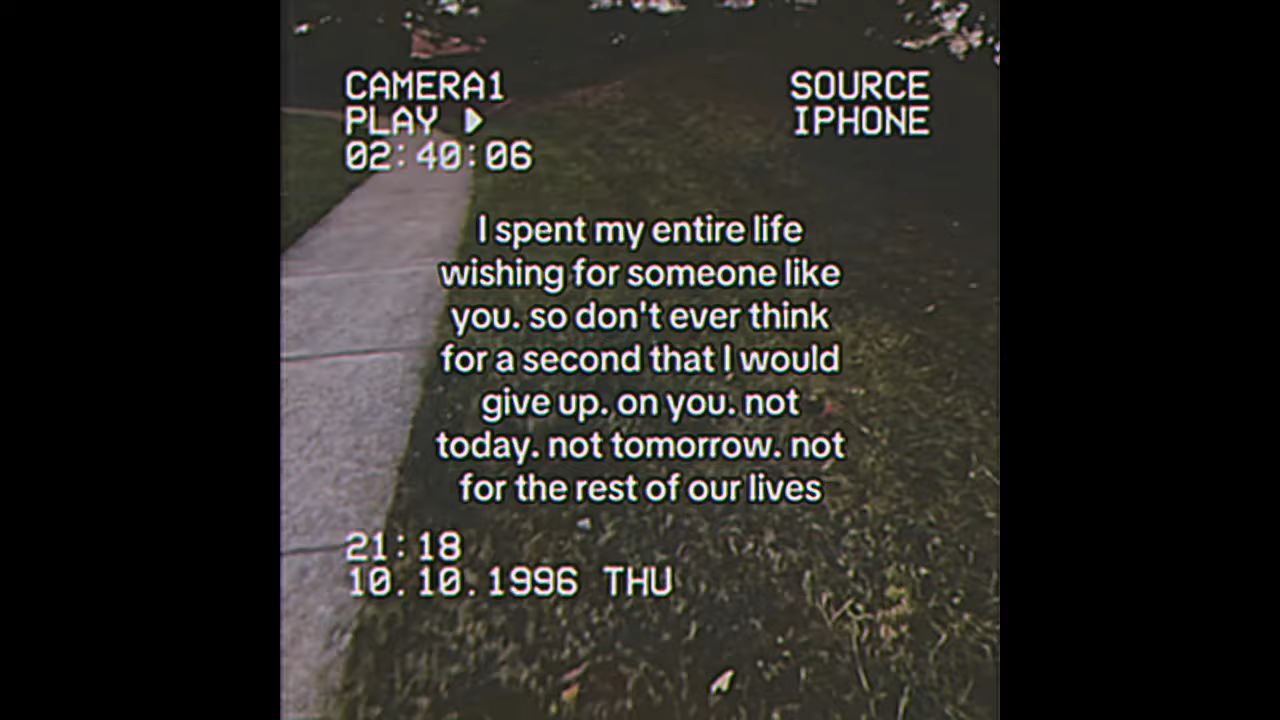 CAMERA1
PLAY
02:40:06
SOURCE
IPHONE
I spent my entire life
wishing for someone like
you. so don't ever think
for a second that I would
give up. on you. not
today. not tomorrow. not
for the rest of our lives
21:18
10.10.1996 THU